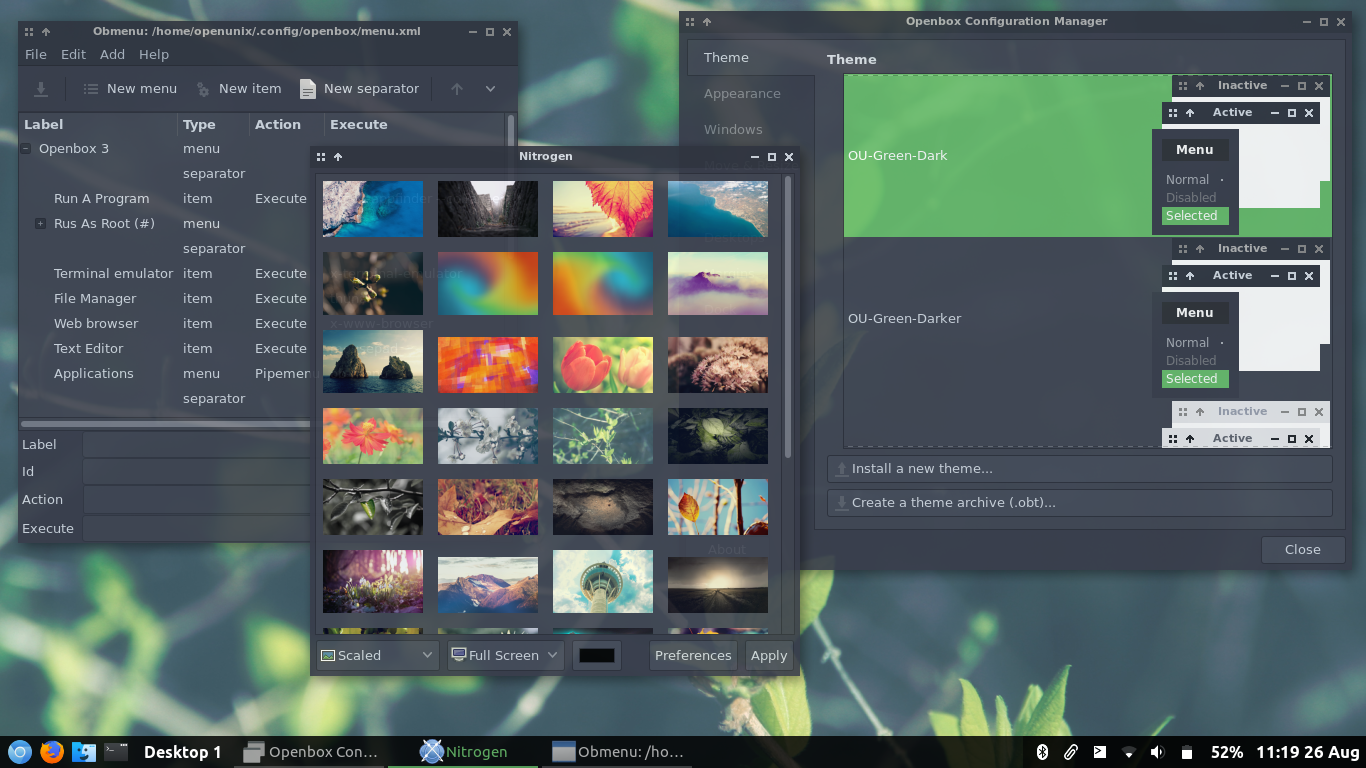 Obmenu: /home/openunix/.config/openbox/menu.xml
File Edit Add Help
New menu New item New separator
Label Type Action Execute
Openbox 3 menu
separator
Run A Program item Execute
Rus As Root (#) menu
separator
Terminal emulator item Execute
File Manager item Execute
Web browser item Execute
x-www-browser
Text Editor item Execute
Applications menu Pipemen
separator
Label
Id
Action
Execute
Nitrogen
Scaled Full Screen Preferences Apply
Openbox Configuration Manager
Theme
Appearance
Windows
About
Theme
OU-Green-Dark
Inactive
Active
Menu
Normal
Disabled
Selected
OU-Green-Darker
Inactive
Active
Menu
Normal
Disabled
Selected
Inactive
Active
Install a new theme...
Create a theme archive (.obt)...
Close
Desktop 1 Openbox Con... Nitrogen Obmenu: /ho... 52% 11:19 26 Aug